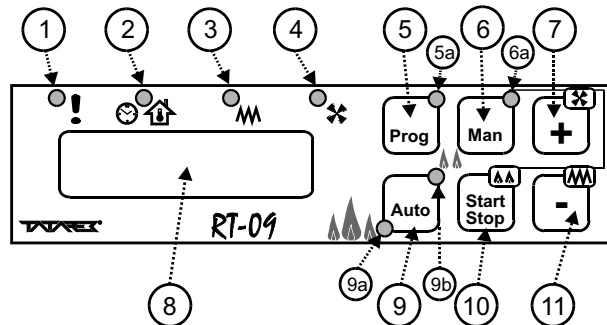 1 2 3 4 5 5a 6 6a 7
!
Prog Man +
TATAREK RT-09 Auto Start Stop -
8 9a 9 9b 10 11